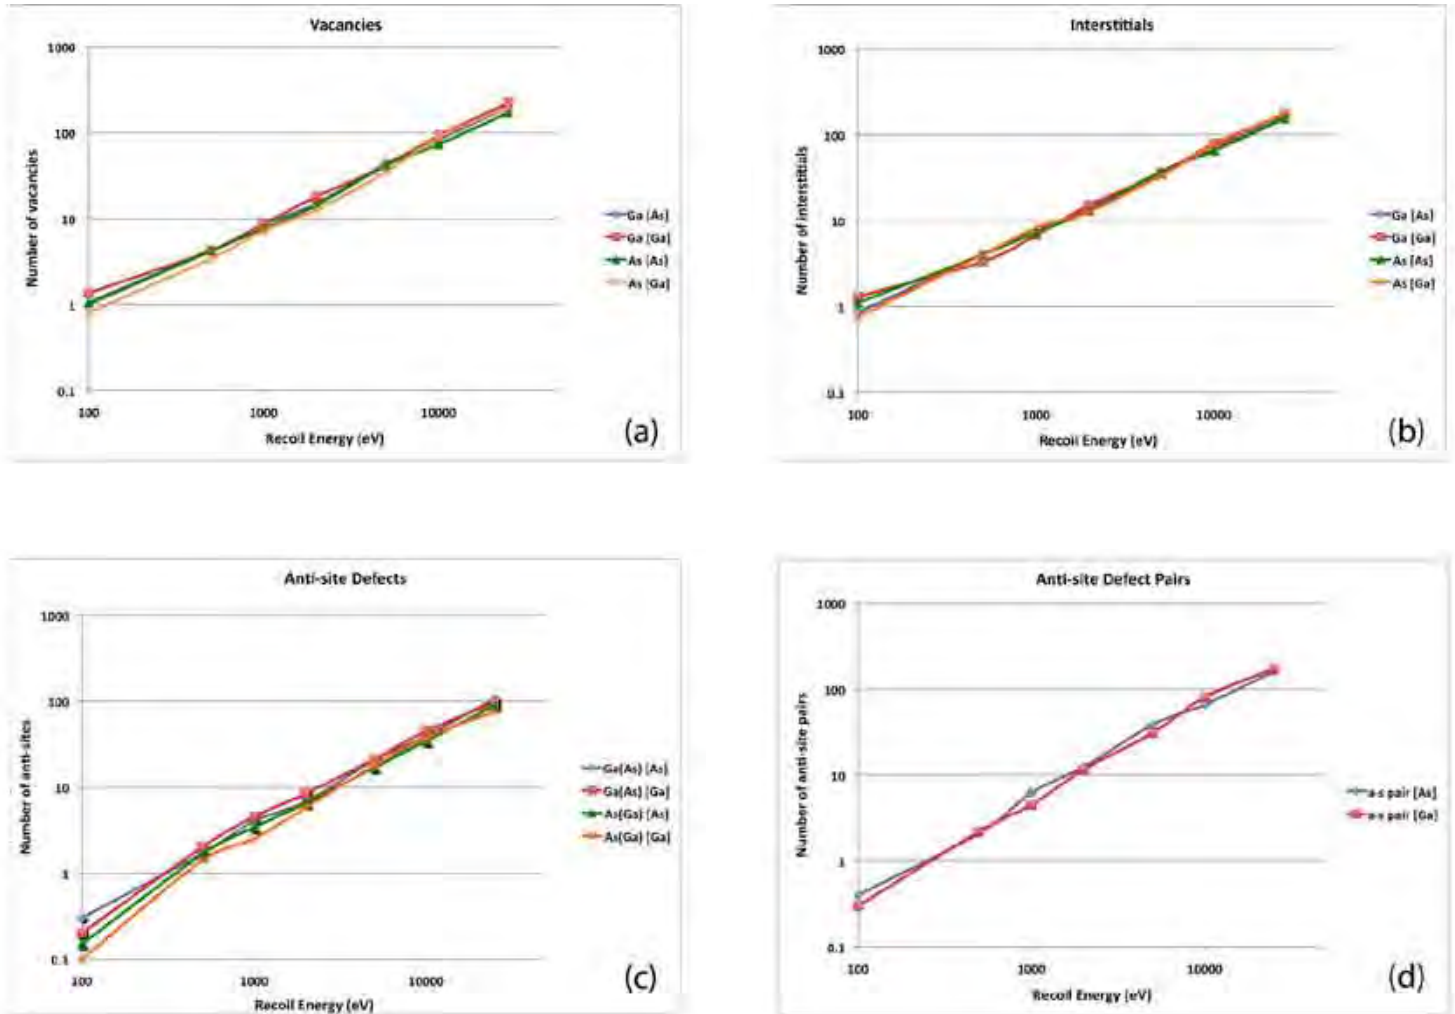 Vacancies
1000
100
10
1
0.1
Number of vacancies
100 1000 10000
Recoil Energy (eV)
Ga [As]
Ga [Ga]
As [As]
As [Ga]
(a)
Interstitials
1000
100
10
1
0.1
Number of interstitials
100 1000 10000
Recoil Energy (eV)
Ga [As]
Ga [Ga]
As [As]
As [Ga]
(b)
Anti-site Defects
1000
100
10
1
0.1
Number of anti-sites
100 1000 10000
Recoil Energy (eV)
Ga(As) [As]
Ga(As) [Ga]
As(Ga) [As]
As(Ga) [Ga]
(c)
Anti-site Defect Pairs
1000
100
10
1
0.1
Number of anti-site pairs
100 1000 10000
Recoil Energy (eV)
a-s pair [As]
a-s pair [Ga]
(d)